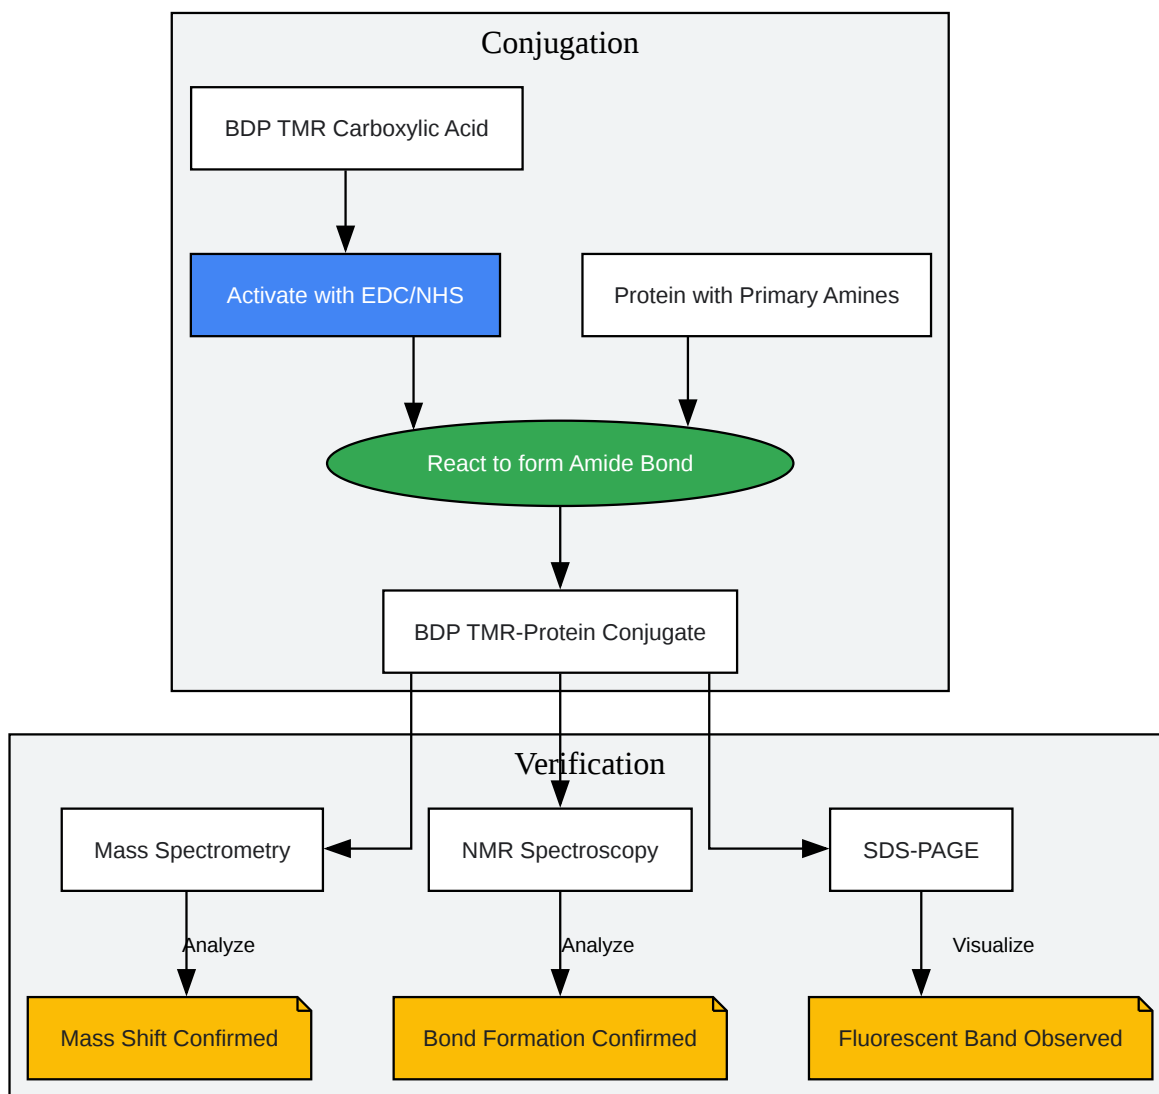 Conjugation
BDP TMR Carboxylic Acid
Activate with EDC/NHS
Protein with Primary Amines
React to form Amide Bond
BDP TMR-Protein Conjugate
Verification
Mass Spectrometry
NMR Spectroscopy
SDS-PAGE
Analyze
Analyze
Visualize
Mass Shift Confirmed
Bond Formation Confirmed
Fluorescent Band Observed